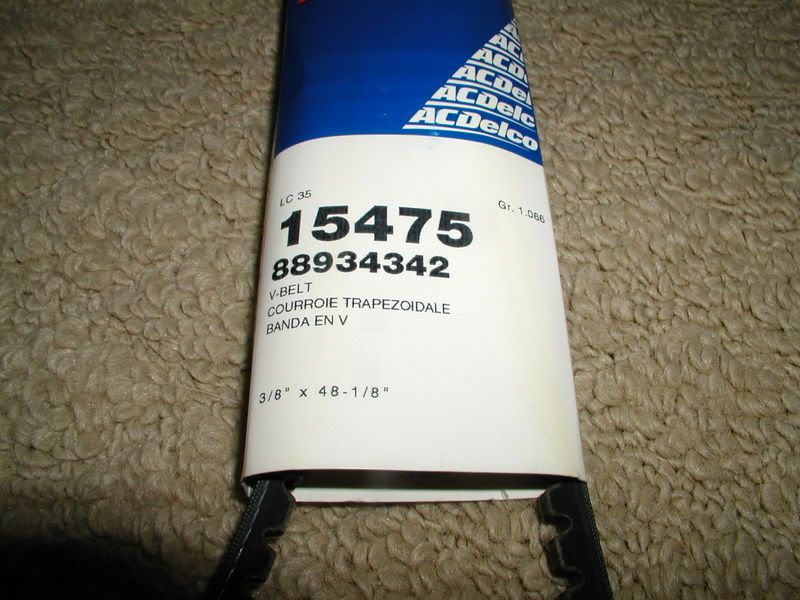 ACDelco
ACDelco
ACDelco
LC 35
Gr. 1.066
15475
88934342
V-BELT
COURROIE TRAPEZOIDALE
BANDA EN V
3/8" x 48-1/8"